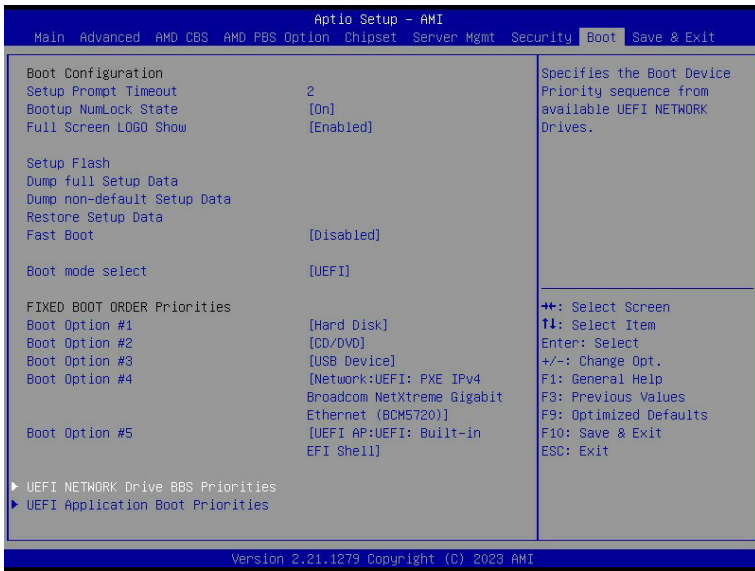 Aptio Setup – AMI
Main Advanced AMD CBS AMD PBS Option Chipset Server Mgmt Security Boot Save & Exit
Boot Configuration
Setup Prompt Timeout 2
Bootup NumLock State [On]
Full Screen LOGO Show [Enabled]
Setup Flash
Dump full Setup Data
Dump non-default Setup Data
Restore Setup Data
Fast Boot [Disabled]
Boot mode select [UEFI]
FIXED BOOT ORDER Priorities
Boot Option #1 [Hard Disk]
Boot Option #2 [CD/DVD]
Boot Option #3 [USB Device]
Boot Option #4 [Network:UEFI: PXE IPv4
Broadcom NetXtreme Gigabit
Ethernet (BCM5720)]
Boot Option #5 [UEFI AP:UEFI: Built-in
EFI Shell]
▶ UEFI NETWORK Drive BBS Priorities
▶ UEFI Application Boot Priorities
Specifies the Boot Device
Priority sequence from
available UEFI NETWORK
Drives.
→←: Select Screen
↑↓: Select Item
Enter: Select
+/-: Change Opt.
F1: General Help
F3: Previous Values
F9: Optimized Defaults
F10: Save & Exit
ESC: Exit
Version 2.21.1279 Copyright (C) 2023 AMI